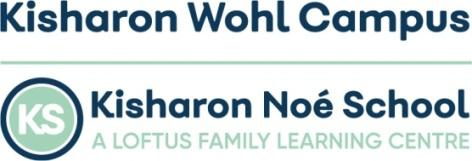 Kisharon Wohl Campus
KS
Kisharon Noé School
A LOFTUS FAMILY LEARNING CENTRE